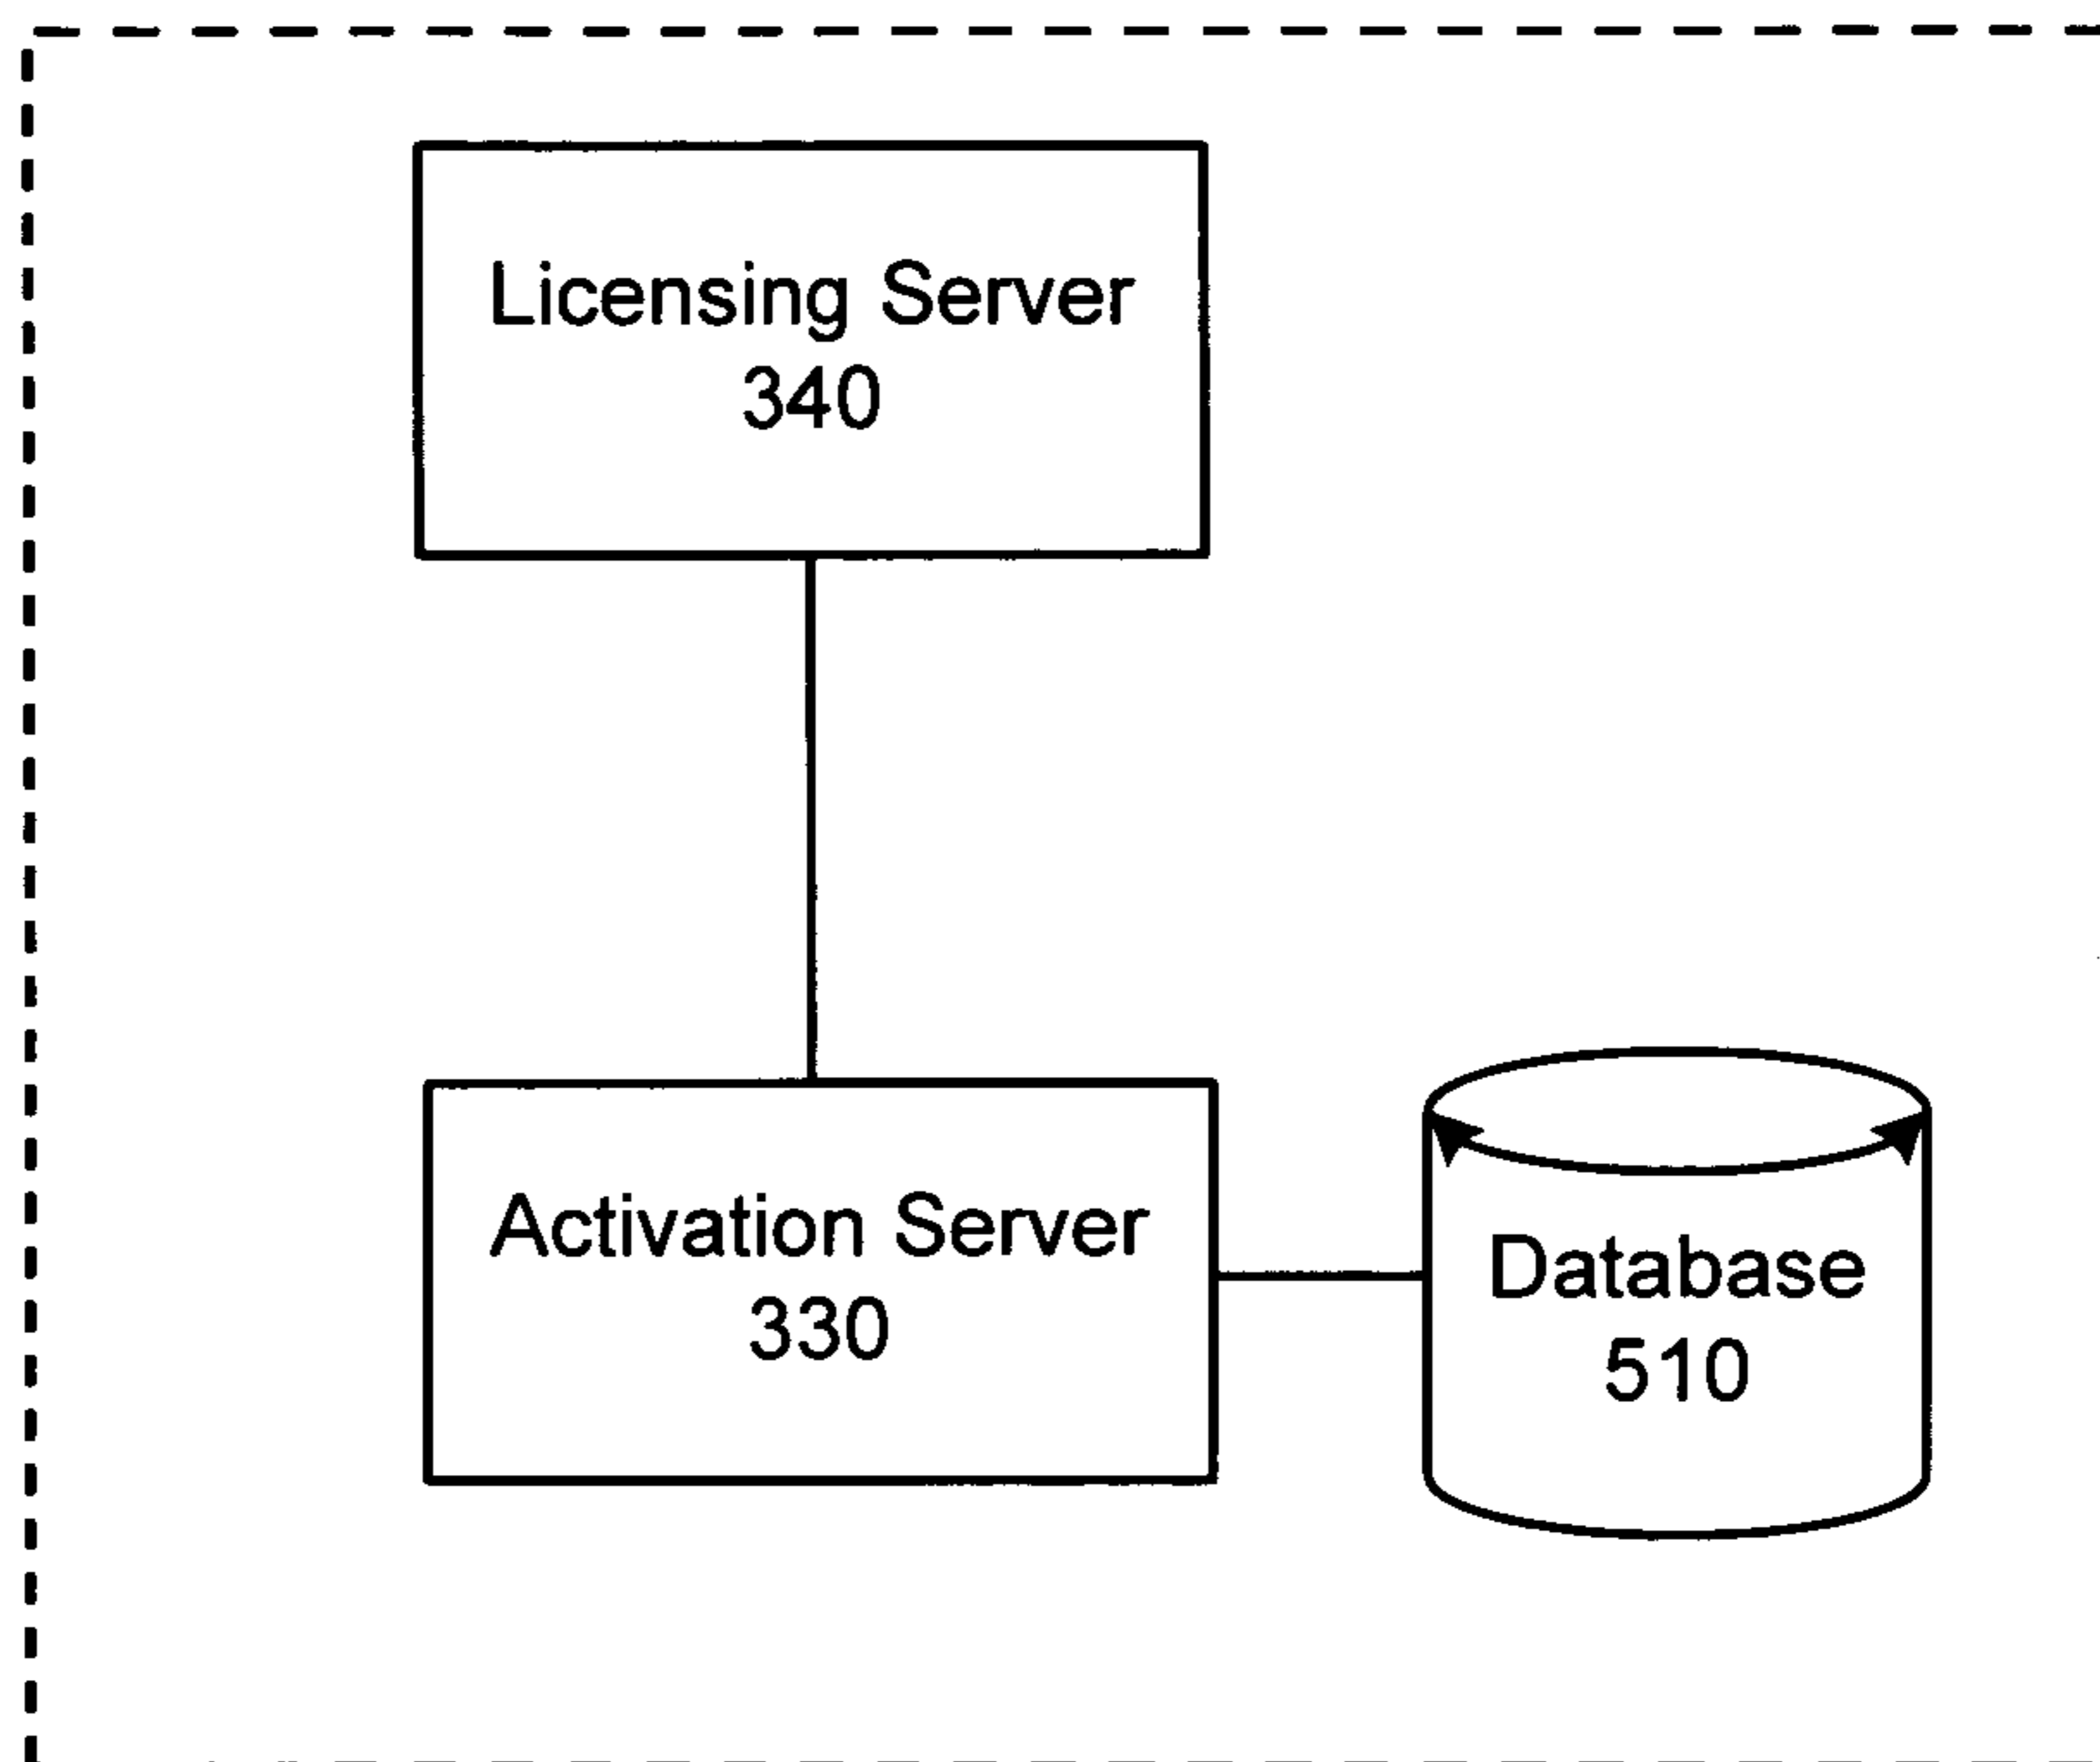 Licensing Server
340
Activation Server
330
Database
510